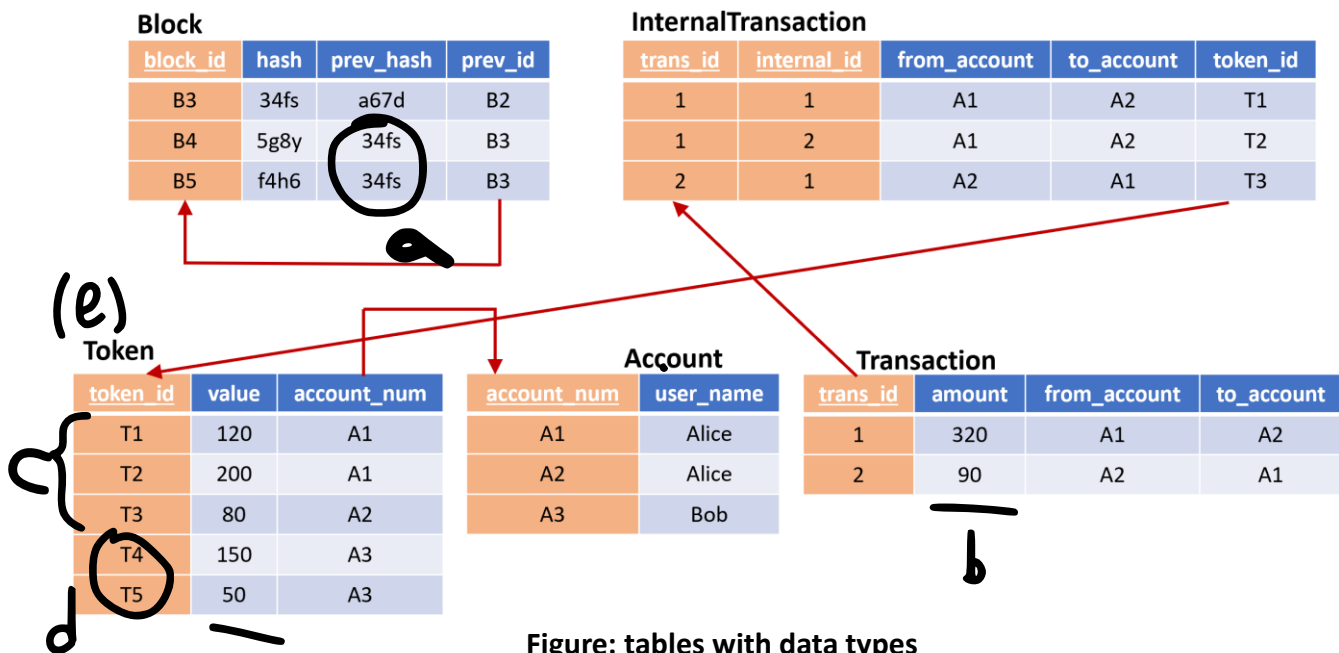 Block
block_id hash prev_hash prev_id
B3 34fs a67d B2
B4 5g8y 34fs B3
B5 f4h6 34fs B3
a
InternalTransaction
trans_id internal_id from_account to_account token_id
1 1 A1 A2 T1
1 2 A1 A2 T2
2 1 A2 A1 T3
(e)
Token
token_id value account_num
T1 120 A1
T2 200 A1
T3 80 A2
T4 150 A3
T5 50 A3
c
d
Account
account_num user_name
A1 Alice
A2 Alice
A3 Bob
Transaction
trans_id amount from_account to_account
1 320 A1 A2
2 90 A2 A1
b
Figure: tables with data types